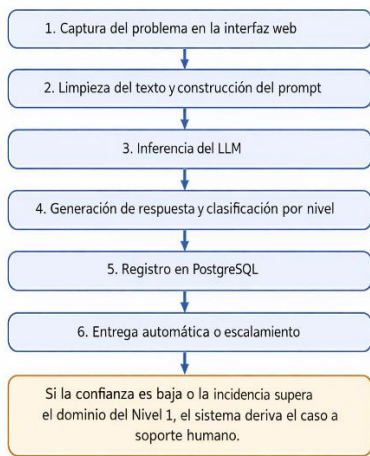 1. Captura del problema en la interfaz web
2. Limpieza del texto y construcción del prompt
3. Inferencia del LLM
4. Generación de respuesta y clasificación por nivel
5. Registro en PostgreSQL
6. Entrega automática o escalamiento
Si la confianza es baja o la incidencia supera
el dominio del Nivel 1, el sistema deriva el caso a
soporte humano.